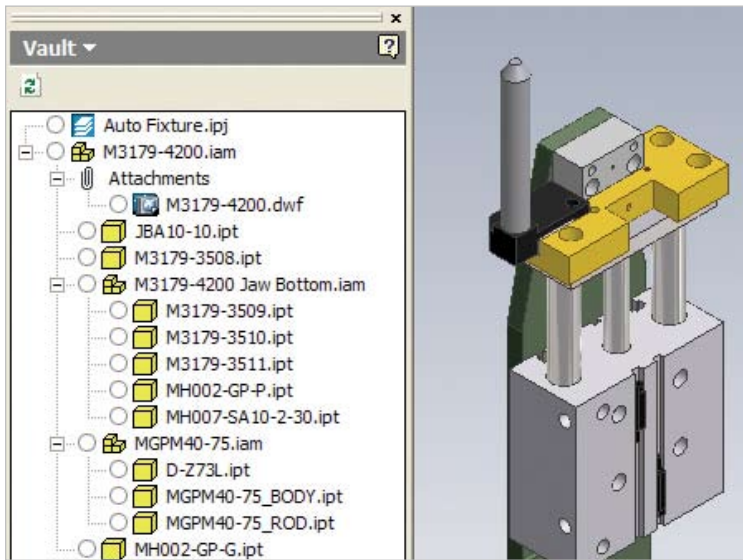 Vault
Auto Fixture.ipj
M3179-4200.iam
Attachments
M3179-4200.dwf
JBA10-10.ipt
M3179-3508.ipt
M3179-4200 Jaw Bottom.iam
M3179-3509.ipt
M3179-3510.ipt
M3179-3511.ipt
MH002-GP-P.ipt
MH007-SA10-2-30.ipt
MGPM40-75.iam
D-Z73L.ipt
MGPM40-75_BODY.ipt
MGPM40-75_ROD.ipt
MH002-GP-G.ipt